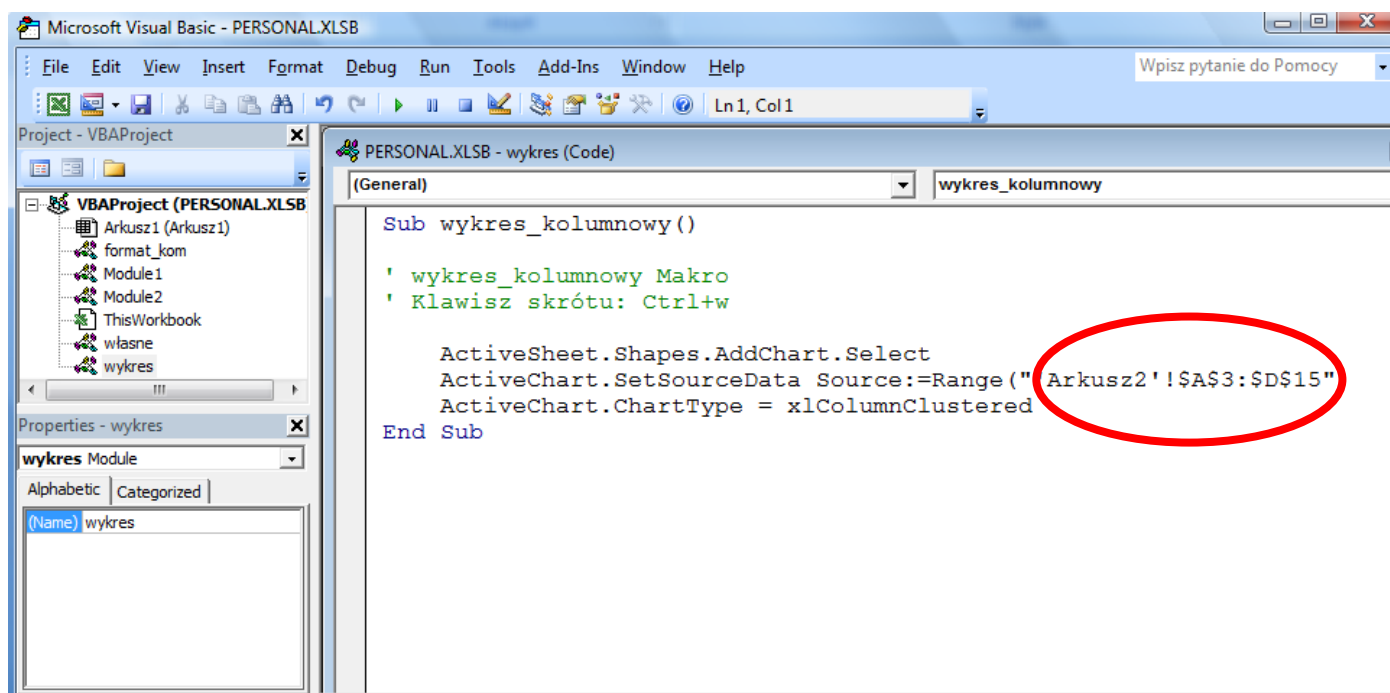 Microsoft Visual Basic - PERSONAL.XLSB
File Edit View Insert Format Debug Run Tools Add-Ins Window Help
Wpisz pytanie do Pomocy
Ln 1, Col 1
Project - VBAProject
VBAProject (PERSONAL.XLSB
Arkusz1 (Arkusz1)
format_kom
Module1
Module2
ThisWorkbook
własne
wykres
Properties - wykres
wykres Module
Alphabetic Categorized
(Name) wykres
PERSONAL.XLSB - wykres (Code)
(General) wykres_kolumnowy
Sub wykres_kolumnowy()
' wykres_kolumnowy Makro
' Klawisz skrótu: Ctrl+w
ActiveSheet.Shapes.AddChart.Select
ActiveChart.SetSourceData Source:=Range("'Arkusz2'!$A$3:$D$15"
ActiveChart.ChartType = xlColumnClustered
End Sub